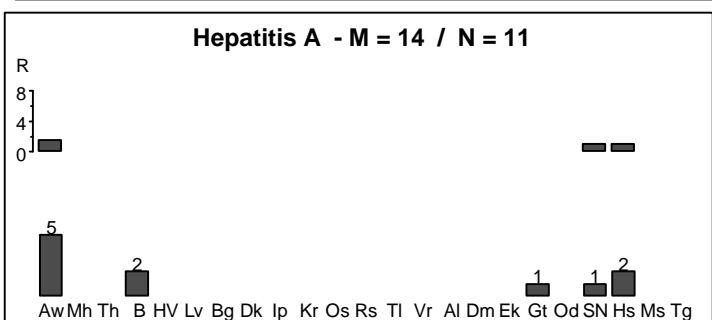 Hepatitis A - M = 14 / N = 11
R
8
4
0
5
2
1
1
2
Aw Mh Th B HV Lv Bg Dk Ip Kr Os Rs Tl Vr Al Dm Ek Gt Od SN Hs Ms Tg